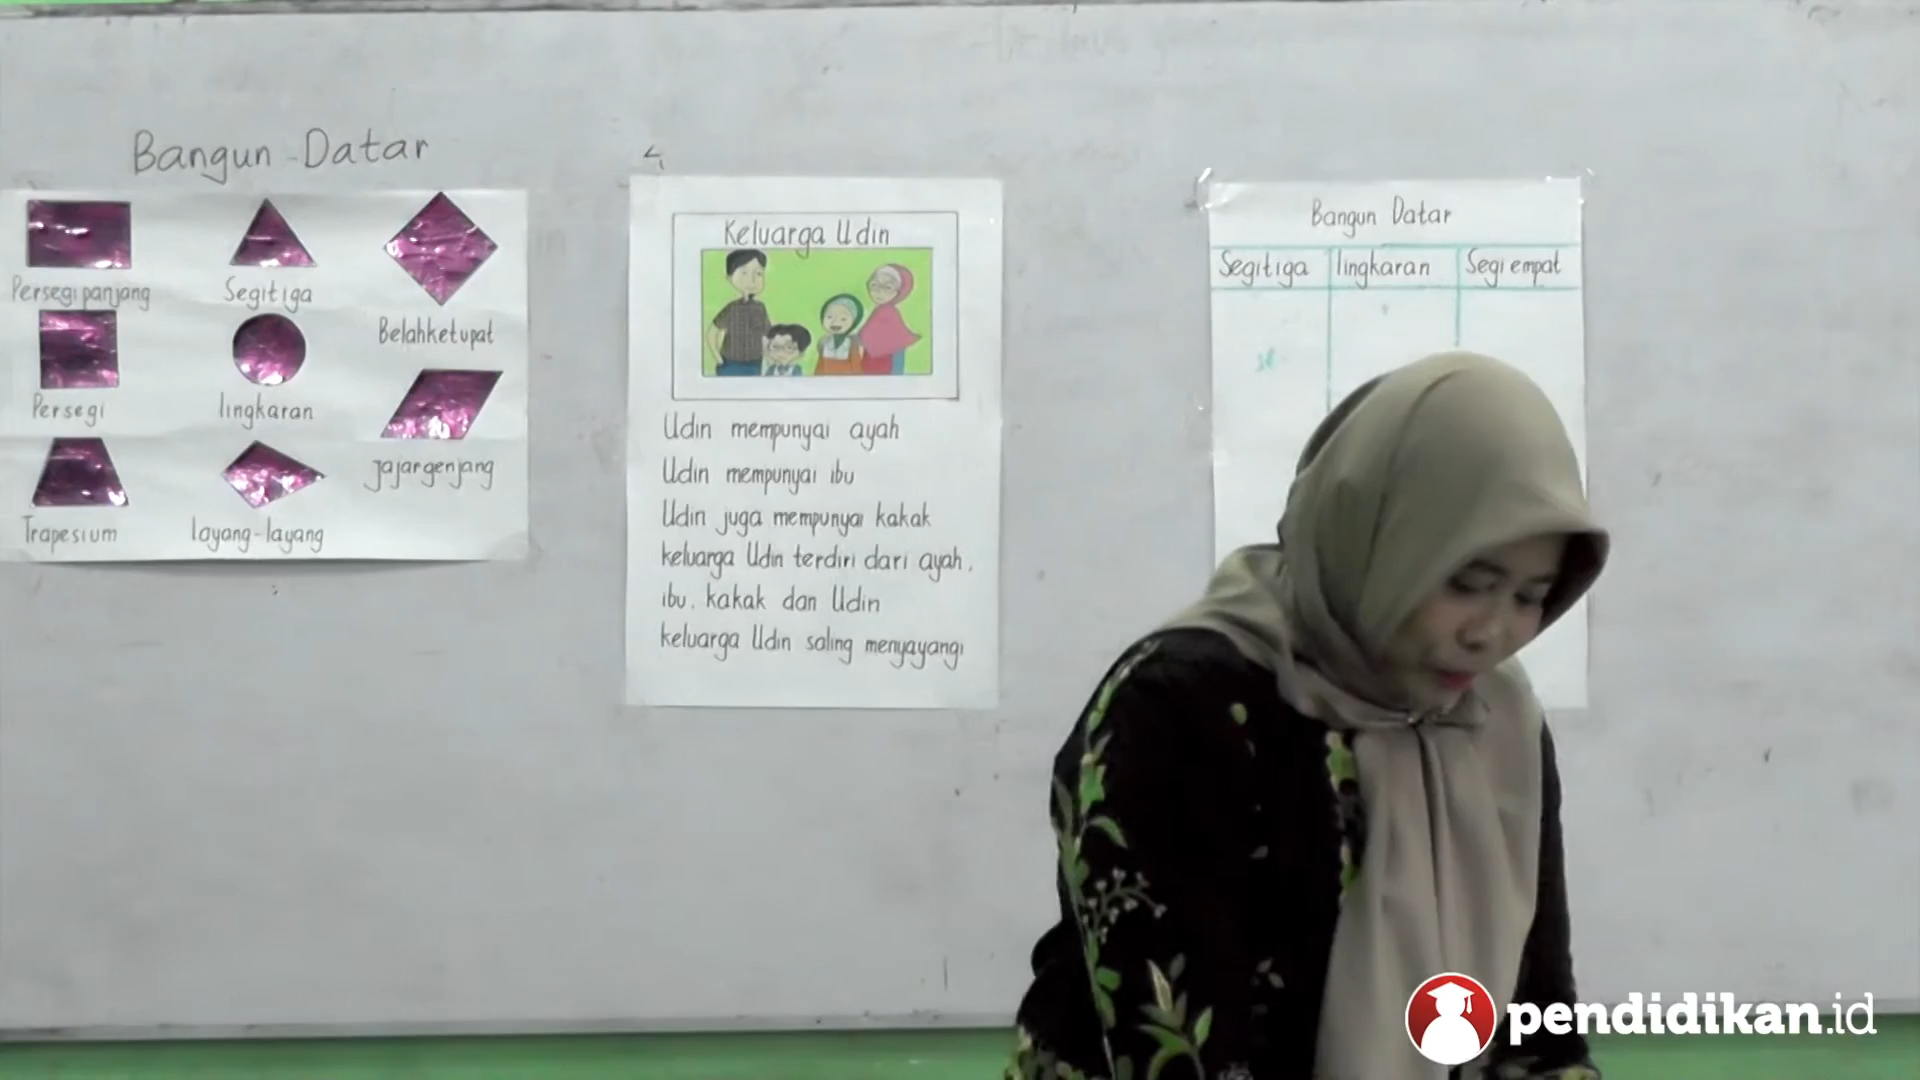 Bangun Datar
Persegi panjang
Segitiga
Belahketupat
Persegi
lingkaran
jajargenjang
Trapesium
layang-layang
Keluarga Udin
Udin mempunyai ayah
Udin mempunyai ibu
Udin juga mempunyai kakak
keluarga Udin terdiri dari ayah,
ibu, kakak dan Udin
keluarga Udin saling menyayangi
Bangun Datar
Segitiga lingkaran Segi empat
pendidikan.id